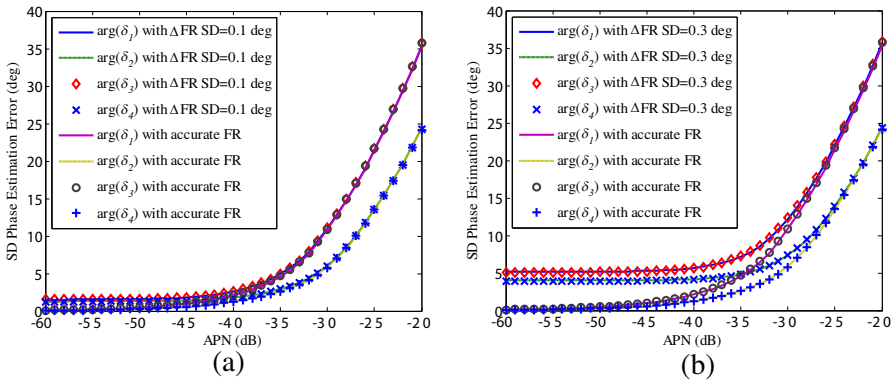 40
35
30
25
20
15
10
5
0
SD Phase Estimation Error (deg)
arg(δ1) with ΔFR SD=0.1 deg
arg(δ2) with ΔFR SD=0.1 deg
arg(δ3) with ΔFR SD=0.1 deg
arg(δ4) with ΔFR SD=0.1 deg
arg(δ1) with accurate FR
arg(δ2) with accurate FR
arg(δ3) with accurate FR
arg(δ4) with accurate FR
-60 -55 -50 -45 -40 -35 -30 -25 -20
APN (dB)
(a)
40
35
30
25
20
15
10
5
0
SD Phase Estimation Error (deg)
arg(δ1) with ΔFR SD=0.3 deg
arg(δ2) with ΔFR SD=0.3 deg
arg(δ3) with ΔFR SD=0.3 deg
arg(δ4) with ΔFR SD=0.3 deg
arg(δ1) with accurate FR
arg(δ2) with accurate FR
arg(δ3) with accurate FR
arg(δ4) with accurate FR
-60 -55 -50 -45 -40 -35 -30 -25 -20
APN (dB)
(b)